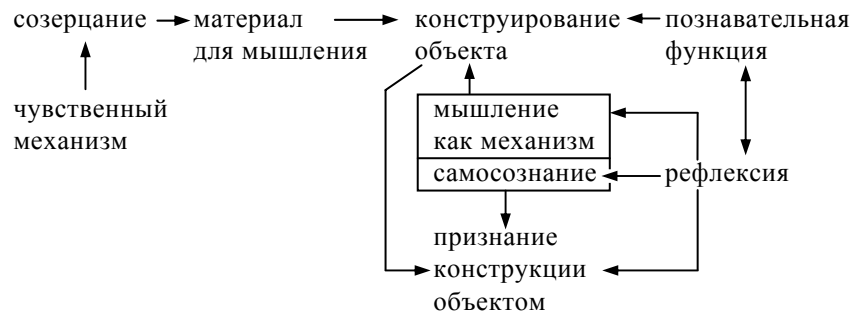 созерцание
материал
для мышления
конструирование
объекта
познавательная
функция
чувственный
механизм
мышление
как механизм
самосознание
рефлексия
признание
конструкции
объектом